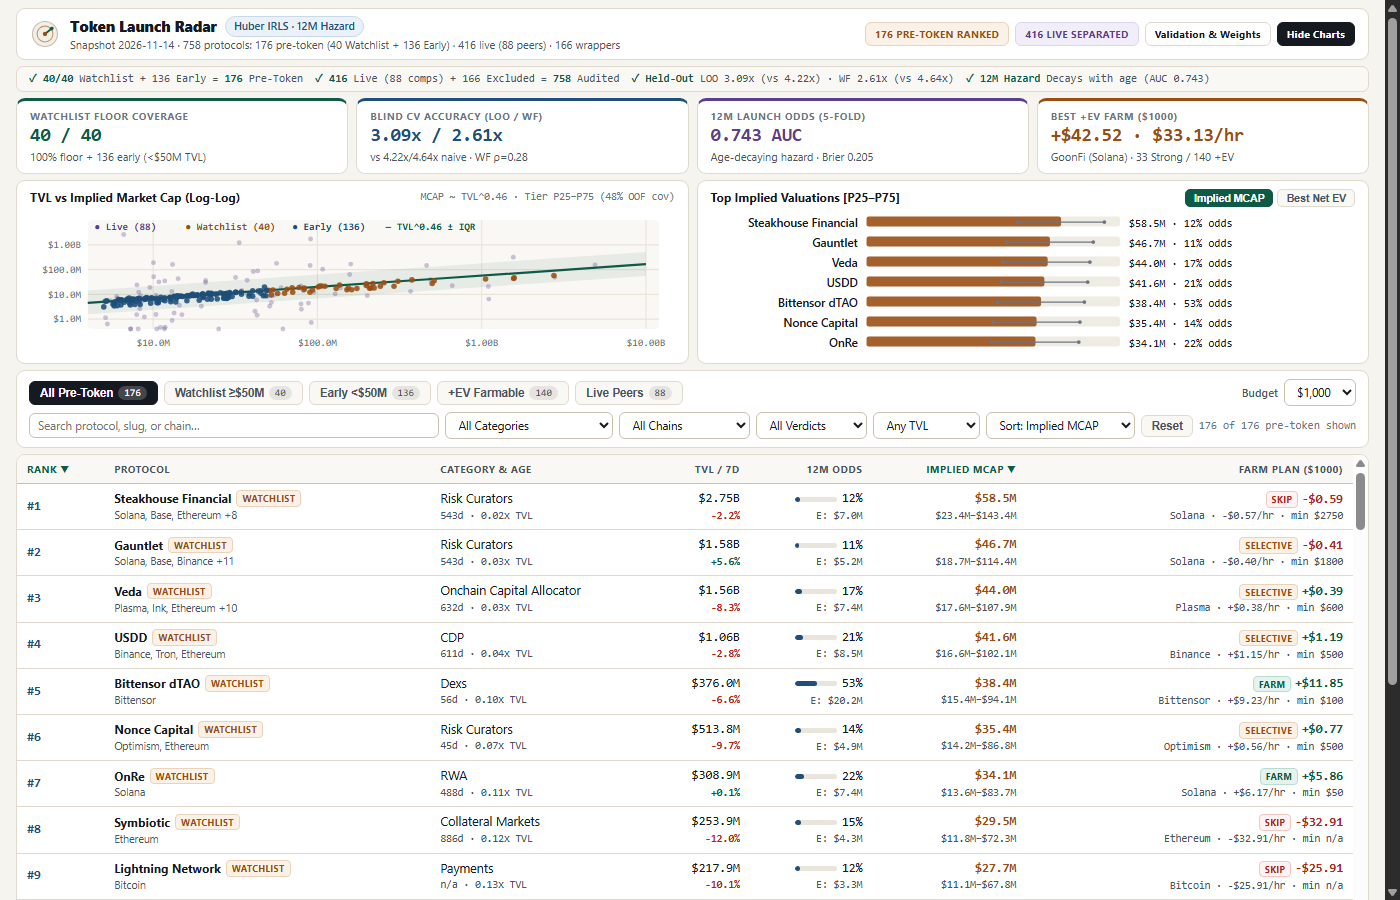 Token Launch Radar
Huber IRLS · 12M Hazard
Snapshot 2026-11-14 · 758 protocols: 176 pre-token (40 Watchlist + 136 Early) · 416 live (88 peers) · 166 wrappers
176 PRE-TOKEN RANKED
416 LIVE SEPARATED
Validation & Weights
Hide Charts
✓ 40/40 Watchlist + 136 Early = 176 Pre-Token ✓ 416 Live (88 comps) + 166 Excluded = 758 Audited ✓ Held-Out LOO 3.09x (vs 4.22x) · WF 2.61x (vs 4.64x) ✓ 12M Hazard Decays with age (AUC 0.743)
WATCHLIST FLOOR COVERAGE
40 / 40
100% floor + 136 early (<$50M TVL)
BLIND CV ACCURACY (LOO / WF)
3.09x / 2.61x
vs 4.22x/4.64x naive · WF ρ=0.28
12M LAUNCH ODDS (5-FOLD)
0.743 AUC
Age-decaying hazard · Brier 0.205
BEST +EV FARM ($1000)
+$42.52 · $33.13/hr
GoonFi (Solana) · 33 Strong / 140 +EV
TVL vs Implied Market Cap (Log-Log)
MCAP ~ TVL^0.46 · Tier P25–P75 (48% OOF cov)
Live (88)
Watchlist (40)
Early (136)
— TVL^0.46 ± IQR
$1.00B
$100.0M
$10.0M
$1.0M
$10.0M
$100.0M
$1.00B
$10.00B
Top Implied Valuations [P25–P75]
Implied MCAP
Best Net EV
Steakhouse Financial
$58.5M · 12% odds
Gauntlet
$46.7M · 11% odds
Veda
$44.0M · 17% odds
USDD
$41.6M · 21% odds
Bittensor dTAO
$38.4M · 53% odds
Nonce Capital
$35.4M · 14% odds
OnRe
$34.1M · 22% odds
All Pre-Token 176
Watchlist ≥$50M 40
Early <$50M 136
+EV Farmable 140
Live Peers 88
Budget
$1,000
Search protocol, slug, or chain...
All Categories
All Chains
All Verdicts
Any TVL
Sort: Implied MCAP
Reset
176 of 176 pre-token shown
RANK ▼
PROTOCOL
CATEGORY & AGE
TVL / 7D
12M ODDS
IMPLIED MCAP ▼
FARM PLAN ($1000)
#1
Steakhouse Financial WATCHLIST
Solana, Base, Ethereum +8
Risk Curators
543d · 0.02x TVL
$2.75B
-2.2%
12%
E: $7.0M
$58.5M
$23.4M–$143.4M
SKIP -$0.59
Solana · -$0.57/hr · min $2750
#2
Gauntlet WATCHLIST
Solana, Base, Binance +11
Risk Curators
543d · 0.03x TVL
$1.58B
+5.6%
11%
E: $5.2M
$46.7M
$18.7M–$114.4M
SELECTIVE -$0.41
Solana · -$0.40/hr · min $1800
#3
Veda WATCHLIST
Plasma, Ink, Ethereum +10
Onchain Capital Allocator
632d · 0.03x TVL
$1.56B
-8.3%
17%
E: $7.4M
$44.0M
$17.6M–$107.9M
SELECTIVE +$0.39
Plasma · +$0.38/hr · min $600
#4
USDD WATCHLIST
Binance, Tron, Ethereum
CDP
611d · 0.04x TVL
$1.06B
-2.8%
21%
E: $8.5M
$41.6M
$16.6M–$102.1M
SELECTIVE +$1.19
Binance · +$1.15/hr · min $500
#5
Bittensor dTAO WATCHLIST
Bittensor
Dexs
56d · 0.10x TVL
$376.0M
-6.6%
53%
E: $20.2M
$38.4M
$15.4M–$94.1M
FARM +$11.85
Bittensor · +$9.23/hr · min $100
#6
Nonce Capital WATCHLIST
Optimism, Ethereum
Risk Curators
45d · 0.07x TVL
$513.8M
-9.7%
14%
E: $4.9M
$35.4M
$14.2M–$86.8M
SELECTIVE +$0.77
Optimism · +$0.56/hr · min $500
#7
OnRe WATCHLIST
Solana
RWA
488d · 0.11x TVL
$308.9M
+0.1%
22%
E: $7.4M
$34.1M
$13.6M–$83.7M
FARM +$5.86
Solana · +$6.17/hr · min $50
#8
Symbiotic WATCHLIST
Ethereum
Collateral Markets
886d · 0.12x TVL
$253.9M
-12.0%
15%
E: $4.3M
$29.5M
$11.8M–$72.3M
SKIP -$32.91
Ethereum · -$32.91/hr · min n/a
#9
Lightning Network WATCHLIST
Bitcoin
Payments
n/a · 0.13x TVL
$217.9M
-10.1%
12%
E: $3.3M
$27.7M
$11.1M–$67.8M
SKIP -$25.91
Bitcoin · -$25.91/hr · min n/a